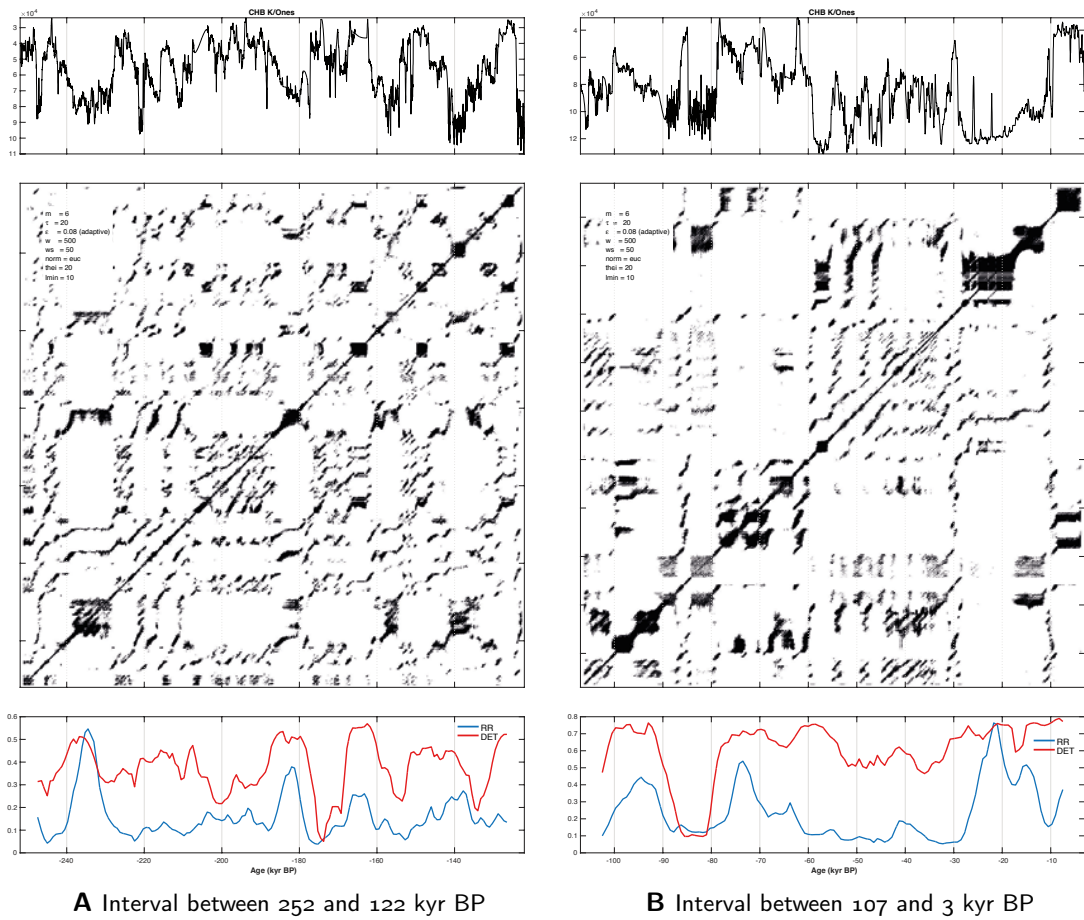 CHB K/Ones
×10⁴
4
5
6
7
8
9
10
11
m = 6
τ = 20
ε = 0.08 (adaptive)
w = 500
ws = 50
norm = euc
thei = 20
lmin = 10
0.6
0.5
0.4
0.3
0.2
0.1
0
RR
DET
-240
-220
-200
-180
-160
-140
Age (kyr BP)
A Interval between 252 and 122 kyr BP
CHB K/Ones
×10⁴
4
6
8
10
12
m = 6
τ = 20
ε = 0.08 (adaptive)
w = 500
ws = 50
norm = euc
thei = 20
lmin = 10
0.8
0.7
0.6
0.5
0.4
0.3
0.2
0.1
0
RR
DET
-100
-90
-80
-70
-60
-50
-40
-30
-20
-10
Age (kyr BP)
B Interval between 107 and 3 kyr BP